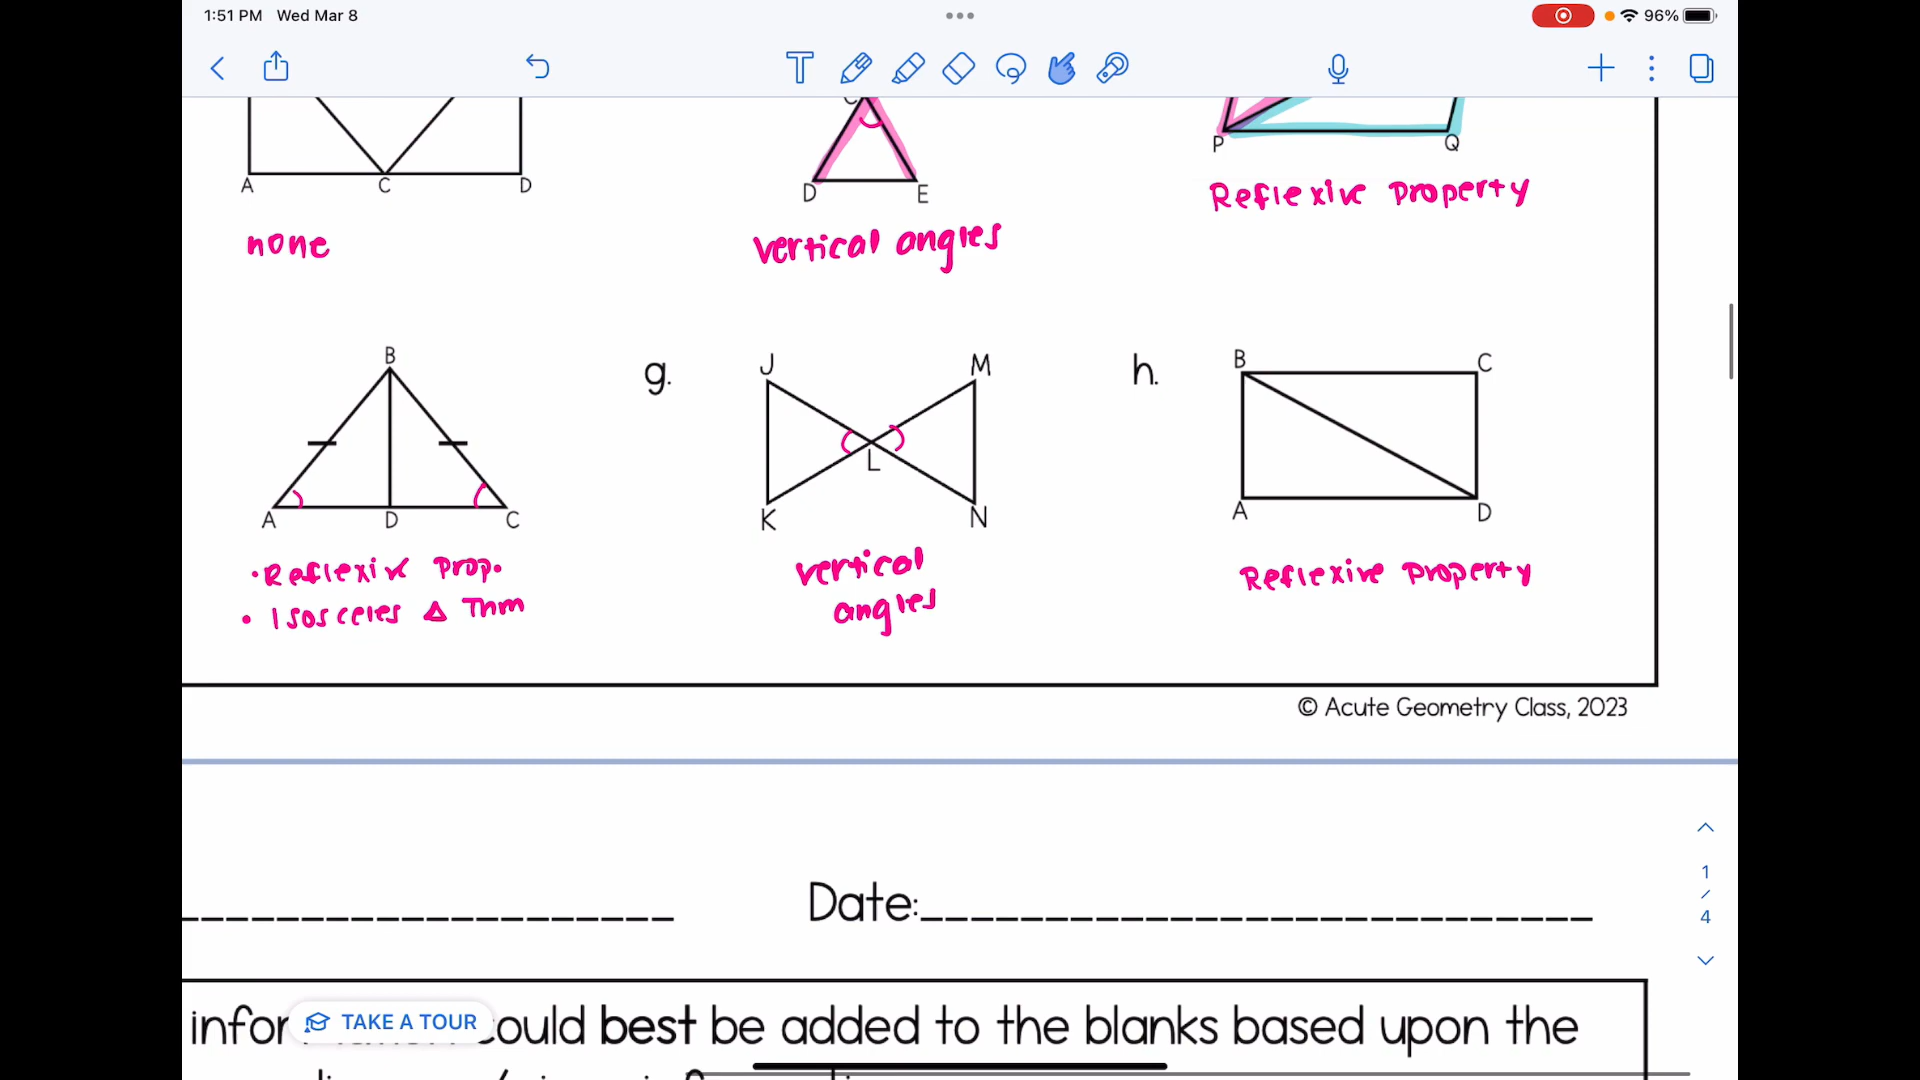 1:51 PM Wed Mar 8
96%
C
P
Q
A
C
D
D
E
Reflexive Property
none
vertical angles
B
g.
J
M
h.
B
C
L
A
D
C
K
N
A
D
• Reflexive Prop.
• Isosceles Δ Thm
vertical
angles
Reflexive Property
© Acute Geometry Class, 2023
1
/
4
Date:
TAKE A TOUR
could best be added to the blanks based upon the